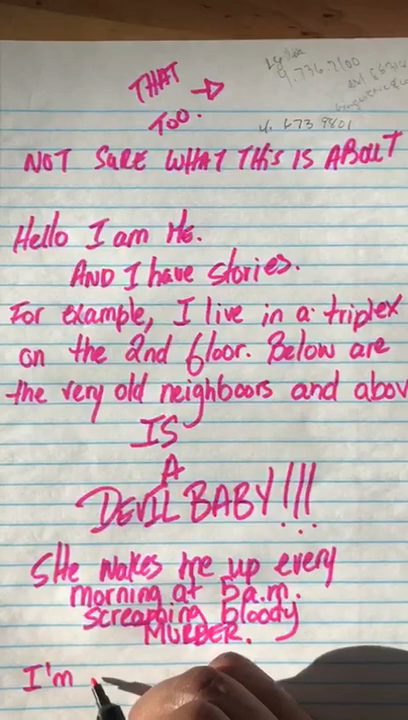 THAT
TOO.
NOT SURE WHAT THIS IS ABOUT
Hello I am Me.
AND I have stories.
For example, I live in a triplex
on the 2nd floor. Below are
the very old neighboors and abov
IS
A
DEVIL BABY!!!
SHe wakes me up every
morning at 5a.m.
screaming bloody
MURDER.
I'm